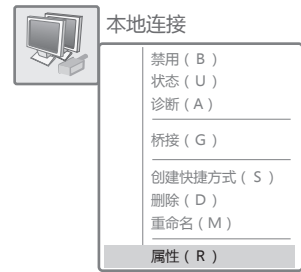 本地连接
禁用（B）
状态（U）
诊断（A）
桥接（G）
创建快捷方式（S）
删除（D）
重命名（M）
属性（R）